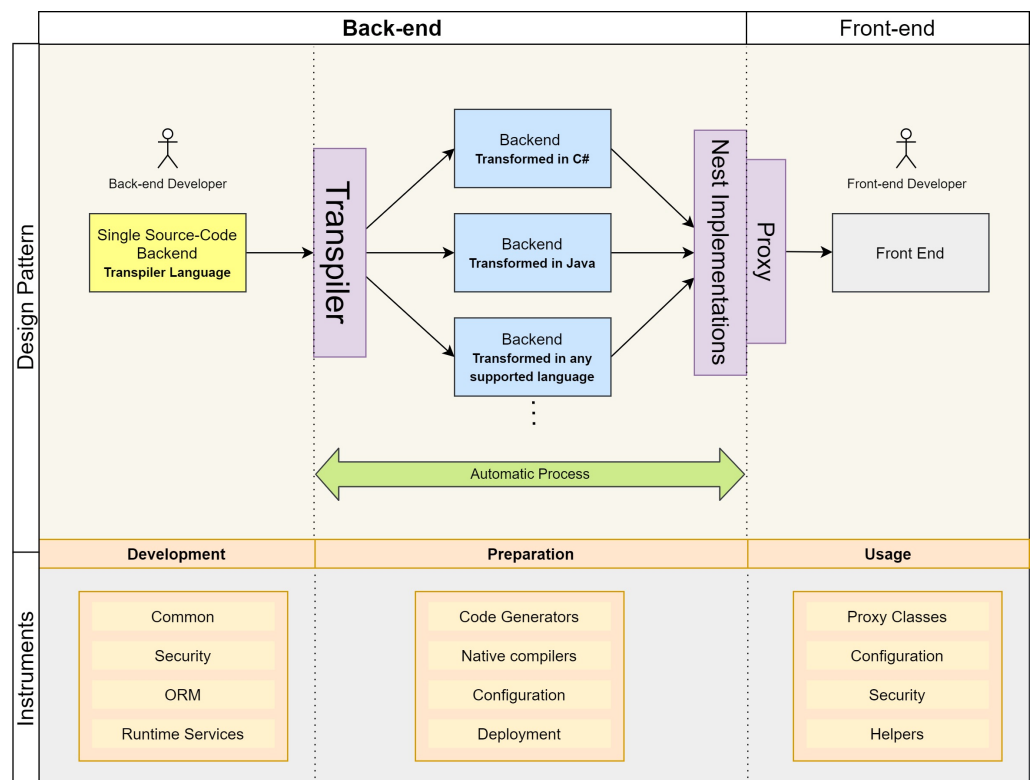 Back-end
Front-end
Design Pattern
Back-end Developer
Single Source-Code
Backend
Transpiler Language
Transpiler
Backend
Transformed in C#
Backend
Transformed in Java
Backend
Transformed in any
supported language
Nest Implementations
Proxy
Front-end Developer
Front End
Automatic Process
Instruments
Development
Preparation
Usage
Common
Security
ORM
Runtime Services
Code Generators
Native compilers
Configuration
Deployment
Proxy Classes
Configuration
Security
Helpers